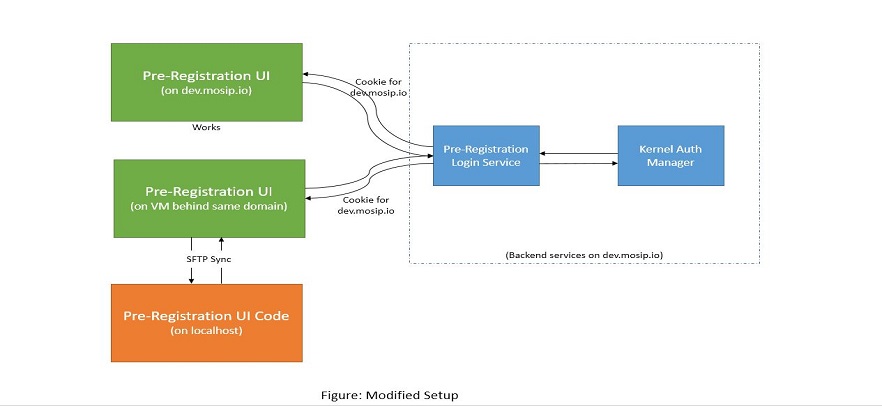 Pre-Registration UI
(on dev.mosip.io)
Works
Cookie for
dev.mosip.io
Pre-Registration
Login Service
Kernel Auth
Manager
Pre-Registration UI
(on VM behind same domain)
Cookie for
dev.mosip.io
SFTP Sync
(Backend services on dev.mosip.io)
Pre-Registration UI Code
(on localhost)
Figure: Modified Setup